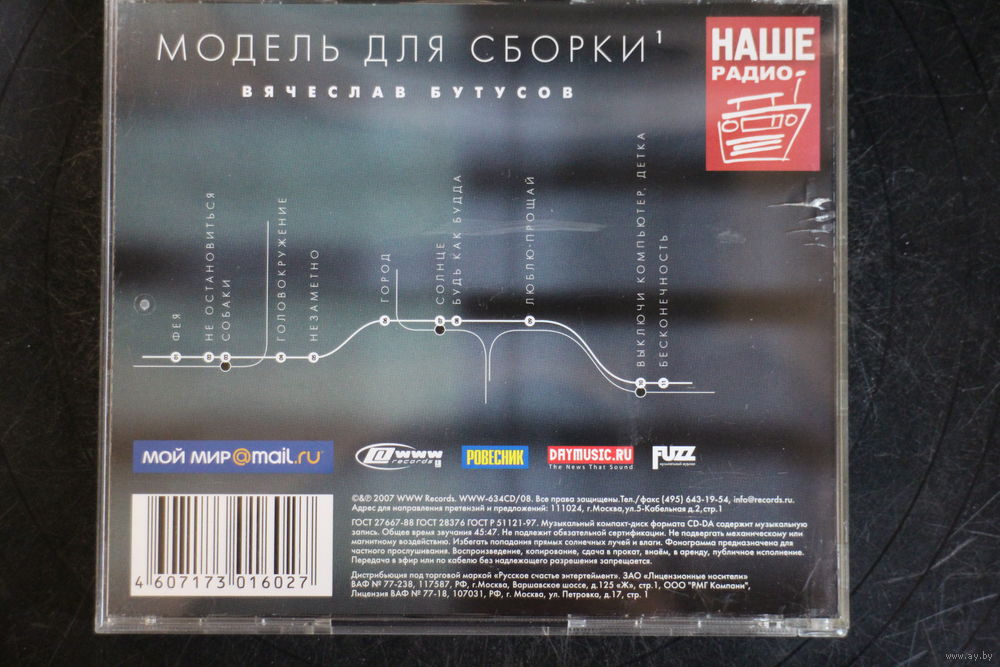 МОДЕЛЬ ДЛЯ СБОРКИ¹
ВЯЧЕСЛАВ БУТУСОВ
НАШЕ
РАДИО
ФЕЯ
НЕ ОСТАНОВИТЬСЯ
СОБАКИ
ГОЛОВОКРУЖЕНИЕ
НЕЗАМЕТНО
ГОРОД
СОЛНЦЕ
БУДЬ КАК БУДДА
ЛЮБЛЮ-ПРОЩАЙ
ВЫКЛЮЧИ КОМПЬЮТЕР, ДЕТКА
БЕСКОНЕЧНОСТЬ
10
11
МОЙ МИР@mail.ru
www
records
РОВЕСНИК
DAYMUSIC.RU
The News That Sound
FUZZ
музыкальный журнал
©&℗ 2007 WWW Records. WWW-634CD/08. Все права защищены.Тел./факс (495) 643-19-54, info@records.ru.
Адрес для направления претензий и предложений: 111024, г.Москва,ул.5-Кабельная д.2,стр.1
ГОСТ 27667-88 ГОСТ 28376 ГОСТ Р 51121-97. Музыкальный компакт-диск формата CD-DA содержит музыкальную
запись. Общее время звучания 45:47. Не подлежит обязательной сертификации. Не подвергать механическому или
магнитному воздействию. Избегать попадания прямых солнечных лучей и влаги. Фонограмма предназначена для
частного прослушивания. Воспроизведение, копирование, сдача в прокат, внаём, в аренду, публичное исполнение.
Передача в эфир или по кабелю без надлежащего разрешения запрещается.
Дистрибьюция под торговой маркой «Русское счастье энтертеймент». ЗАО «Лицензионные носители»
ВАФ № 77-238, 117587, РФ, г.Москва, Варшавское шоссе, д.125 «Ж», стр.1, ООО "РМГ Компани",
Лицензия ВАФ № 77-18, 107031, РФ, г. Москва, ул. Петровка, д.17, стр. 1
4 607173 016027
www.ay.by